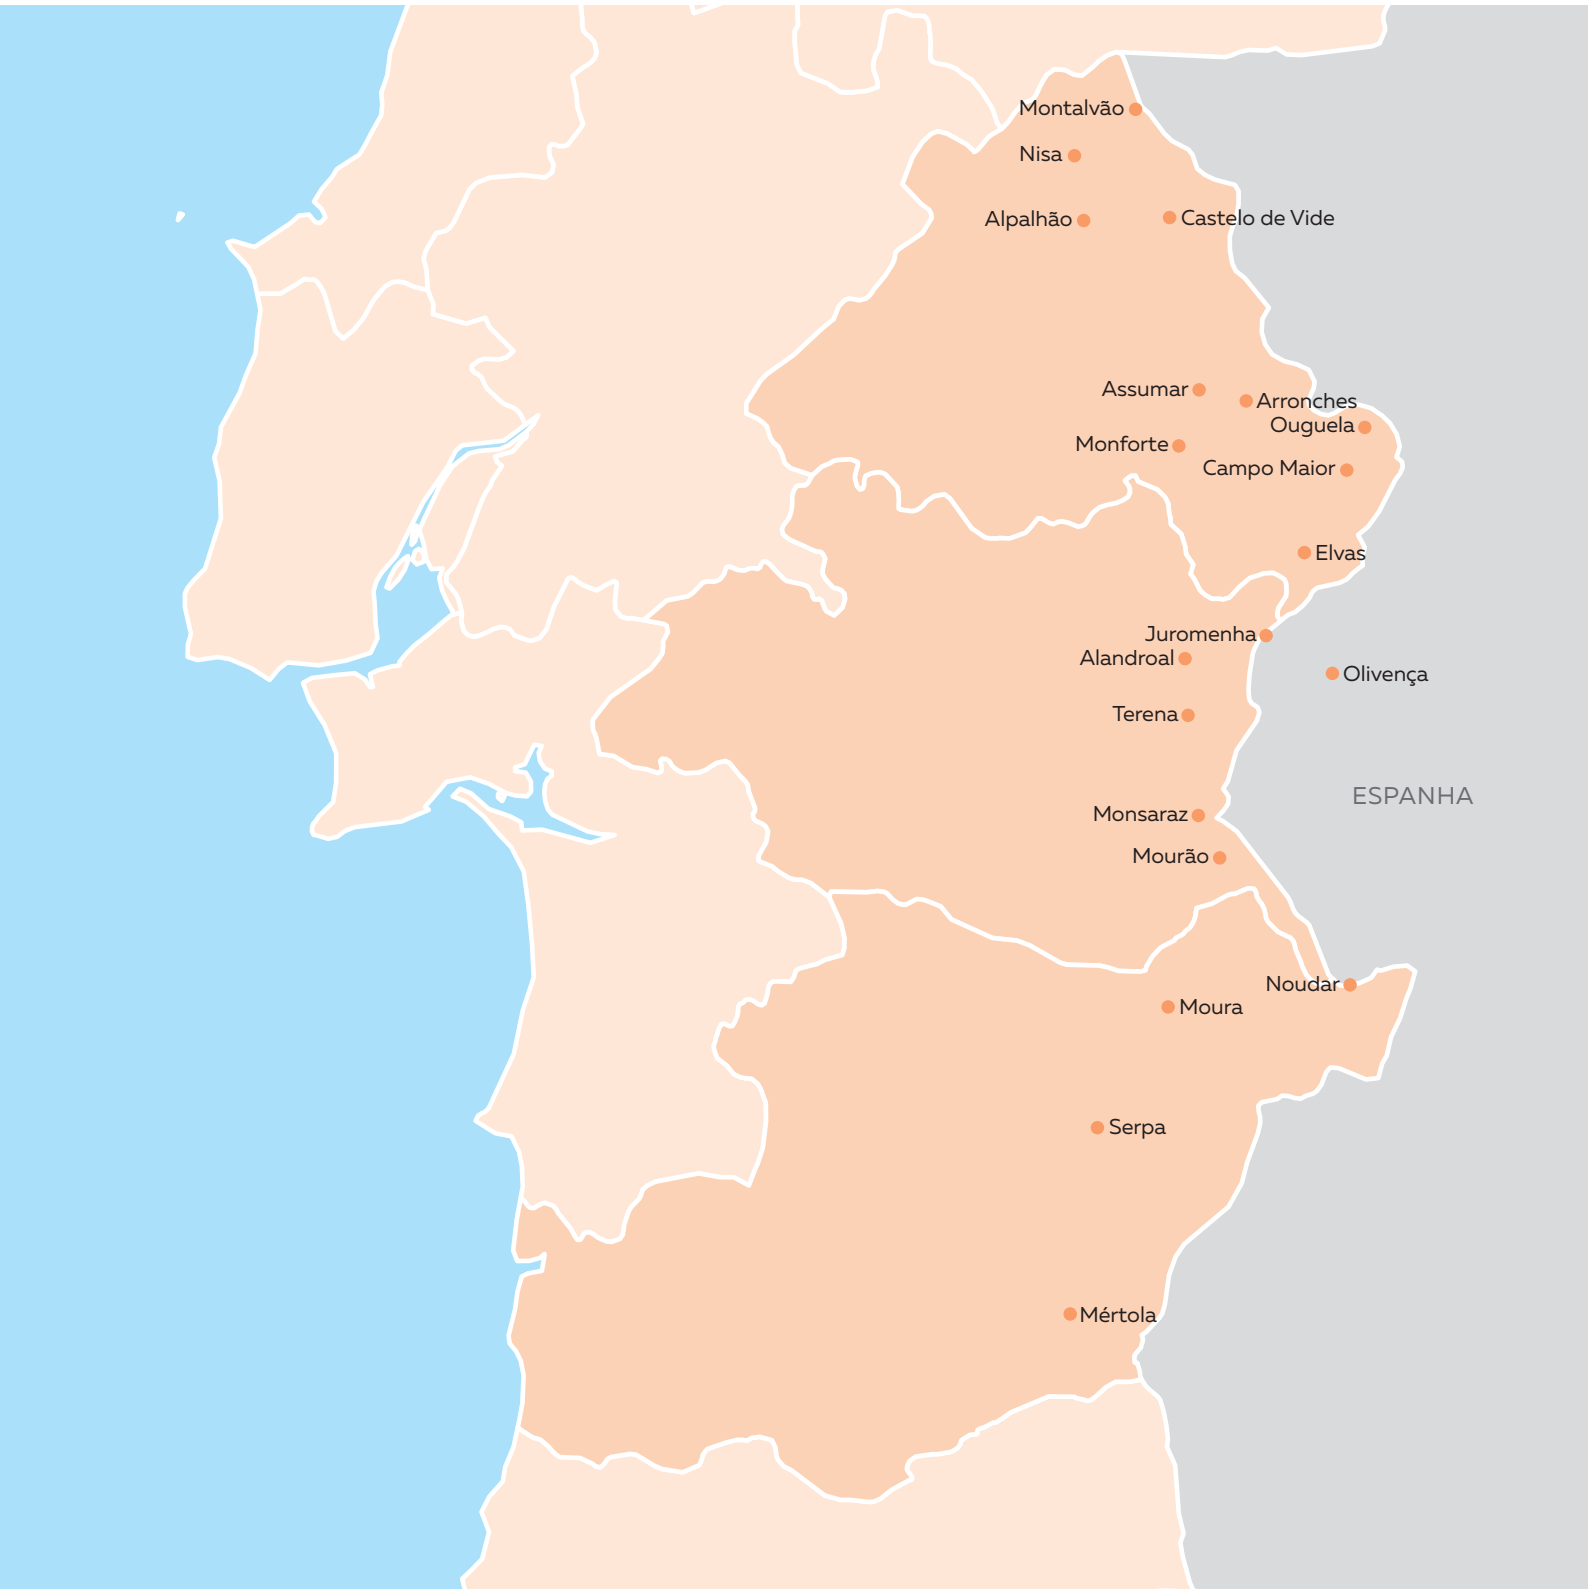 Montalvão
Nisa
Alpalhão
Castelo de Vide
Assumar
Arronches
Ouguela
Monforte
Campo Maior
Elvas
Juromenha
Alandroal
Olivença
Terena
ESPANHA
Monsaraz
Mourão
Noudar
Moura
Serpa
Mértola